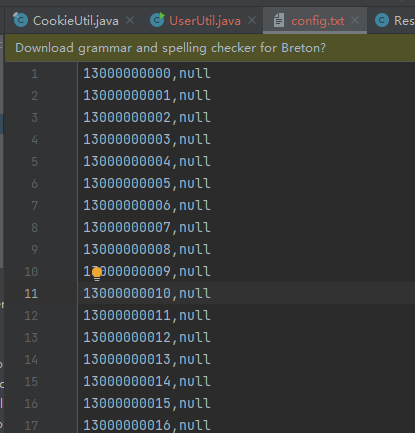 CookieUtil.java UserUtil.java config.txt Res
Download grammar and spelling checker for Breton?
1 13000000000,null
2 13000000001,null
3 13000000002,null
4 13000000003,null
5 13000000004,null
6 13000000005,null
7 13000000006,null
8 13000000007,null
9 13000000008,null
10 13000000009,null
11 13000000010,null
12 13000000011,null
13 13000000012,null
14 13000000013,null
15 13000000014,null
16 13000000015,null
17 13000000016,null